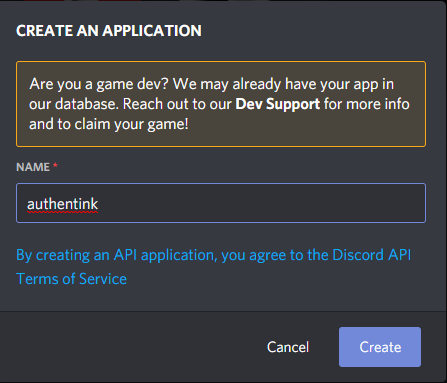 CREATE AN APPLICATION
Are you a game dev? We may already have your app in
our database. Reach out to our Dev Support for more info
and to claim your game!
NAME *
authentink
By creating an API application, you agree to the Discord API
Terms of Service
Cancel
Create